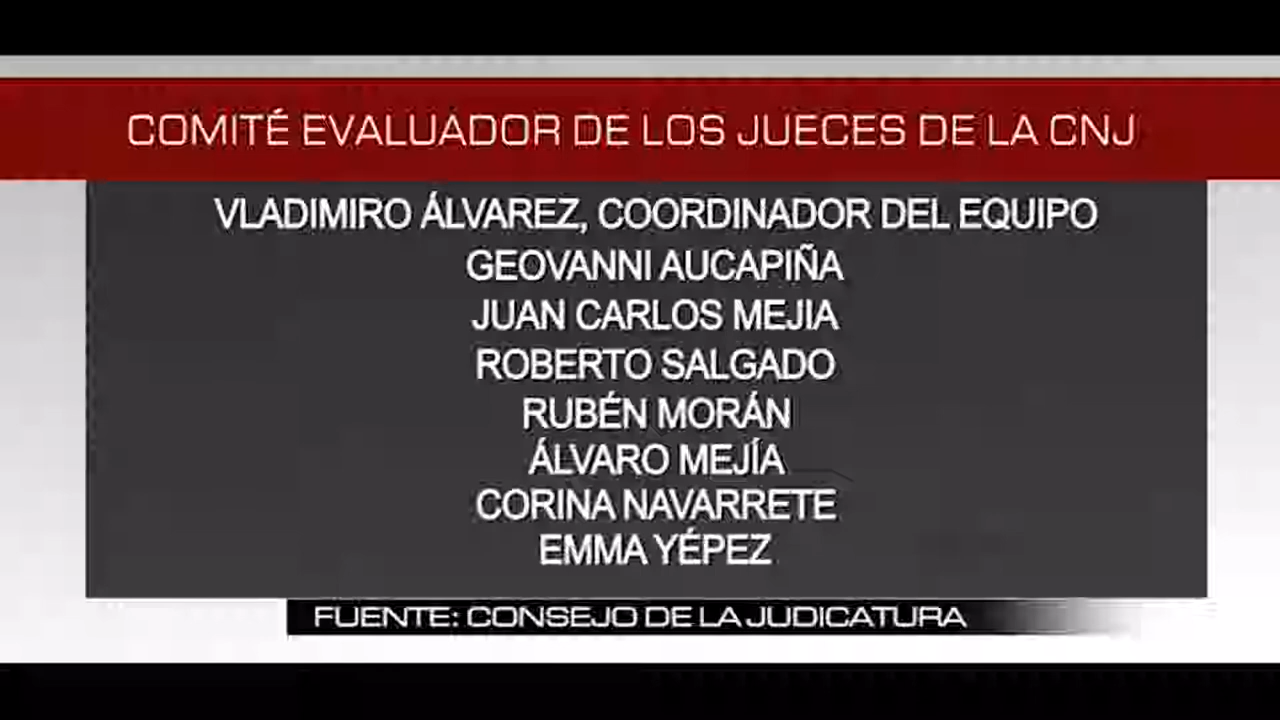 COMITÉ EVALUADOR DE LOS JUECES DE LA CNJ
VLADIMIRO ÁLVAREZ, COORDINADOR DEL EQUIPO
GEOVANNI AUCAPIÑA
JUAN CARLOS MEJIA
ROBERTO SALGADO
RUBÉN MORÁN
ÁLVARO MEJÍA
CORINA NAVARRETE
EMMA YÉPEZ
FUENTE: CONSEJO DE LA JUDICATURA